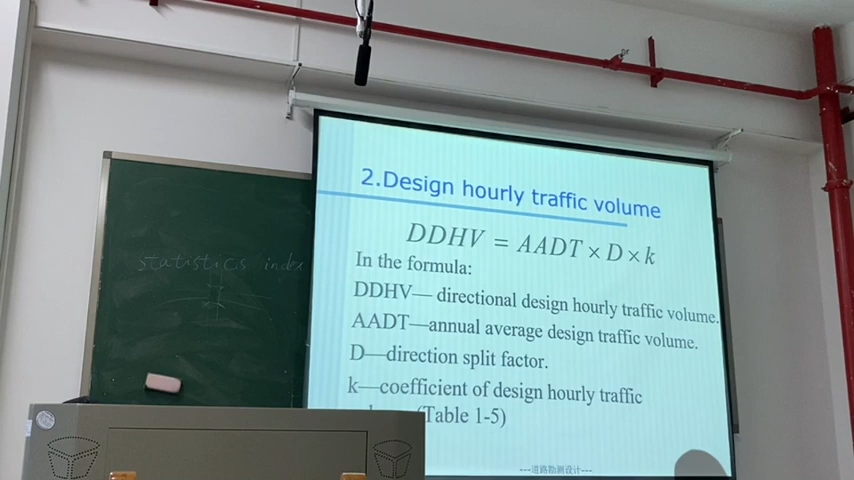 2.Design hourly traffic volume
DDHV = AADT × D × k
In the formula:
DDHV— directional design hourly traffic volume.
AADT—annual average design traffic volume.
D—direction split factor.
k—coefficient of design hourly traffic
(Table 1-5)
---道路勘测设计---
statistics index